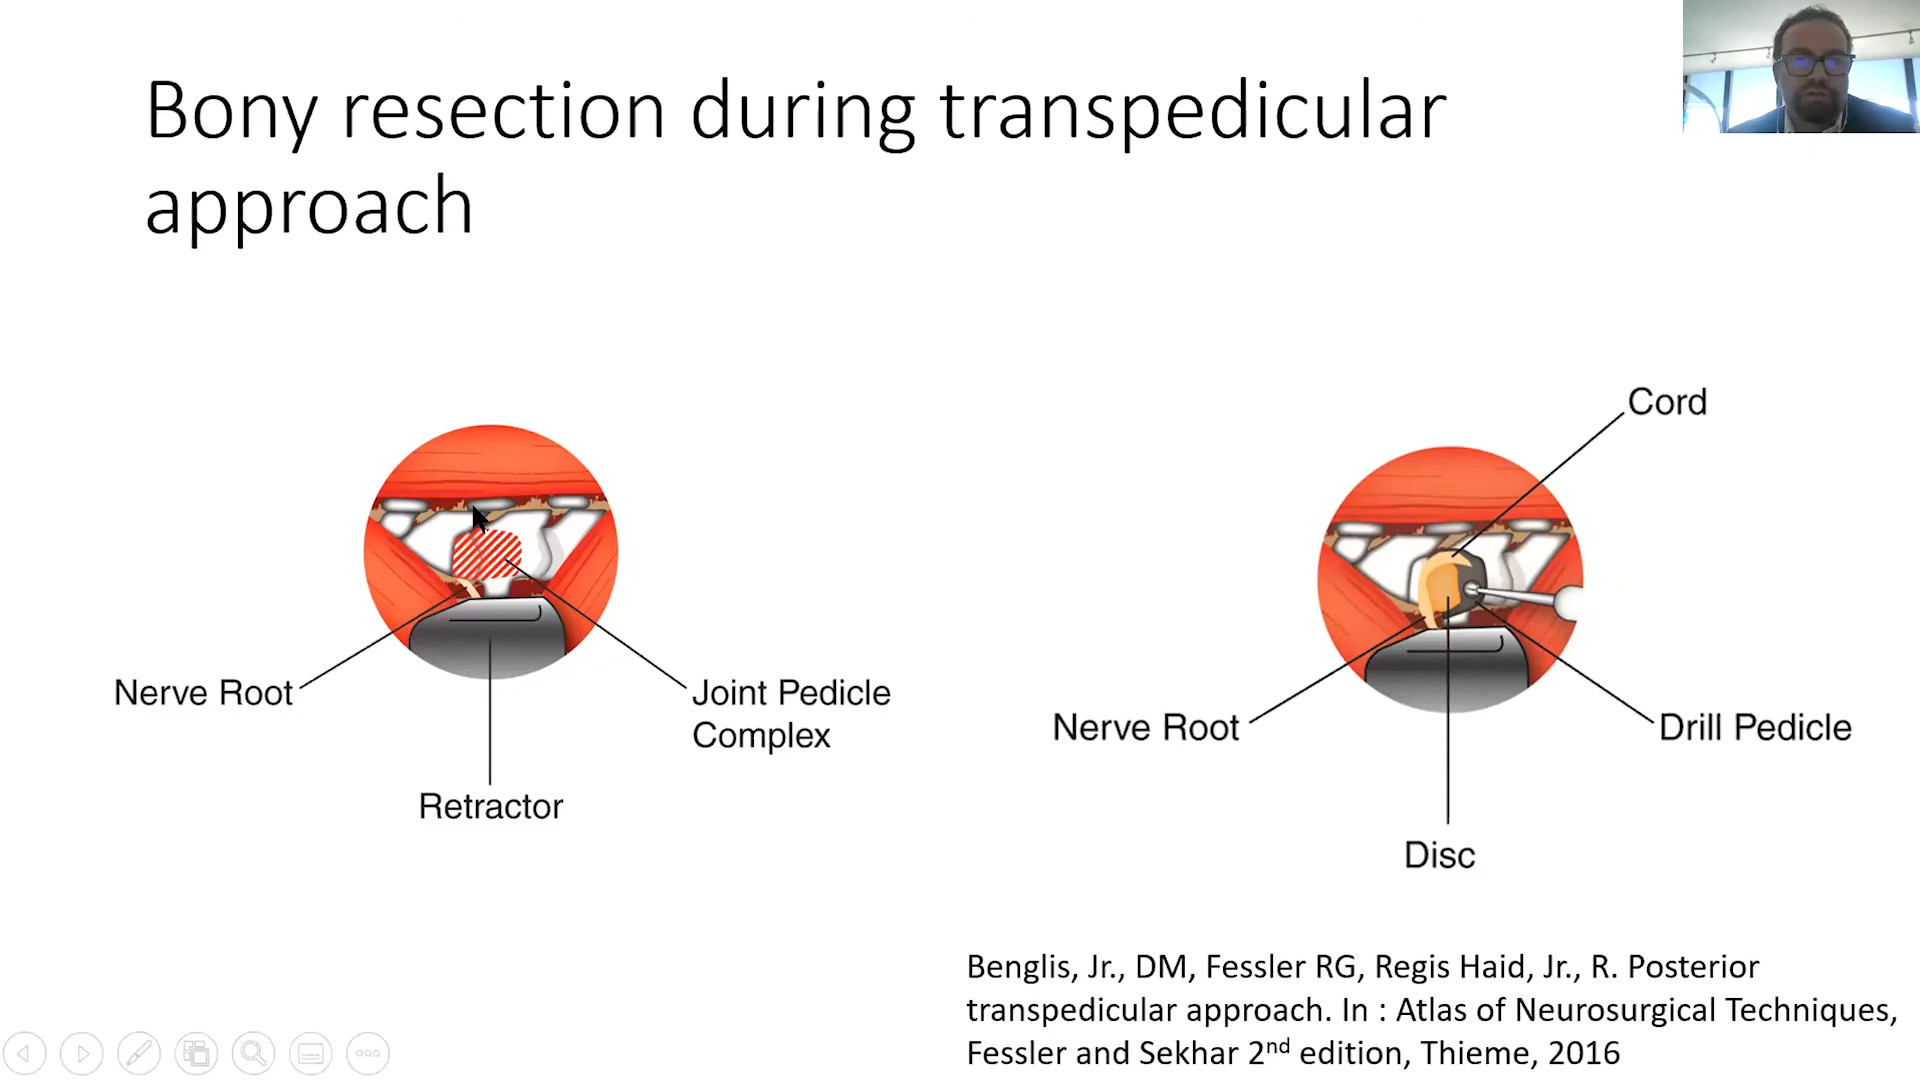 Bony resection during transpedicular
approach
Cord
Nerve Root
Joint Pedicle
Complex
Retractor
Nerve Root
Drill Pedicle
Disc
Benglis, Jr., DM, Fessler RG, Regis Haid, Jr., R. Posterior
transpedicular approach. In : Atlas of Neurosurgical Techniques,
Fessler and Sekhar 2nd edition, Thieme, 2016